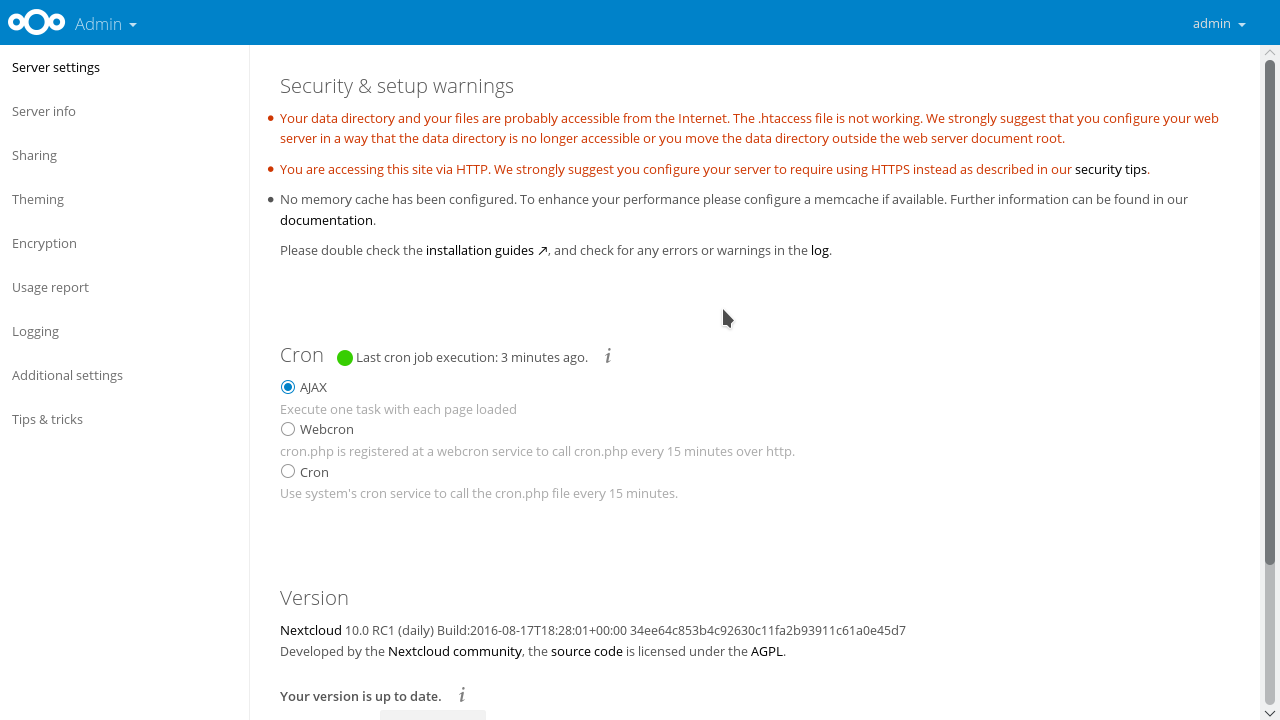 Admin
admin
Server settings
Server info
Sharing
Theming
Encryption
Usage report
Logging
Additional settings
Tips & tricks
Security & setup warnings
Your data directory and your files are probably accessible from the Internet. The .htaccess file is not working. We strongly suggest that you configure your web
server in a way that the data directory is no longer accessible or you move the data directory outside the web server document root.
You are accessing this site via HTTP. We strongly suggest you configure your server to require using HTTPS instead as described in our security tips.
No memory cache has been configured. To enhance your performance please configure a memcache if available. Further information can be found in our
documentation.
Please double check the installation guides ↗, and check for any errors or warnings in the log.
Cron Last cron job execution: 3 minutes ago. i
AJAX
Execute one task with each page loaded
Webcron
cron.php is registered at a webcron service to call cron.php every 15 minutes over http.
Cron
Use system's cron service to call the cron.php file every 15 minutes.
Version
Nextcloud 10.0 RC1 (daily) Build:2016-08-17T18:28:01+00:00 34ee64c853b4c92630c11fa2b93911c61a0e45d7
Developed by the Nextcloud community, the source code is licensed under the AGPL.
Your version is up to date. i